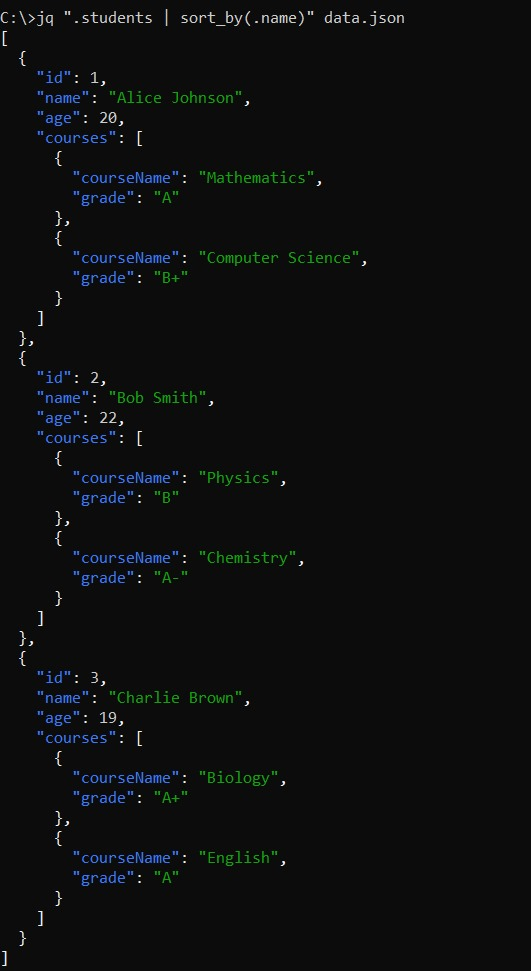 C:\>jq ".students | sort_by(.name)" data.json
[
  {
    "id": 1,
    "name": "Alice Johnson",
    "age": 20,
    "courses": [
      {
        "courseName": "Mathematics",
        "grade": "A"
      },
      {
        "courseName": "Computer Science",
        "grade": "B+"
      }
    ]
  },
  {
    "id": 2,
    "name": "Bob Smith",
    "age": 22,
    "courses": [
      {
        "courseName": "Physics",
        "grade": "B"
      },
      {
        "courseName": "Chemistry",
        "grade": "A-"
      }
    ]
  },
  {
    "id": 3,
    "name": "Charlie Brown",
    "age": 19,
    "courses": [
      {
        "courseName": "Biology",
        "grade": "A+"
      },
      {
        "courseName": "English",
        "grade": "A"
      }
    ]
  }
]